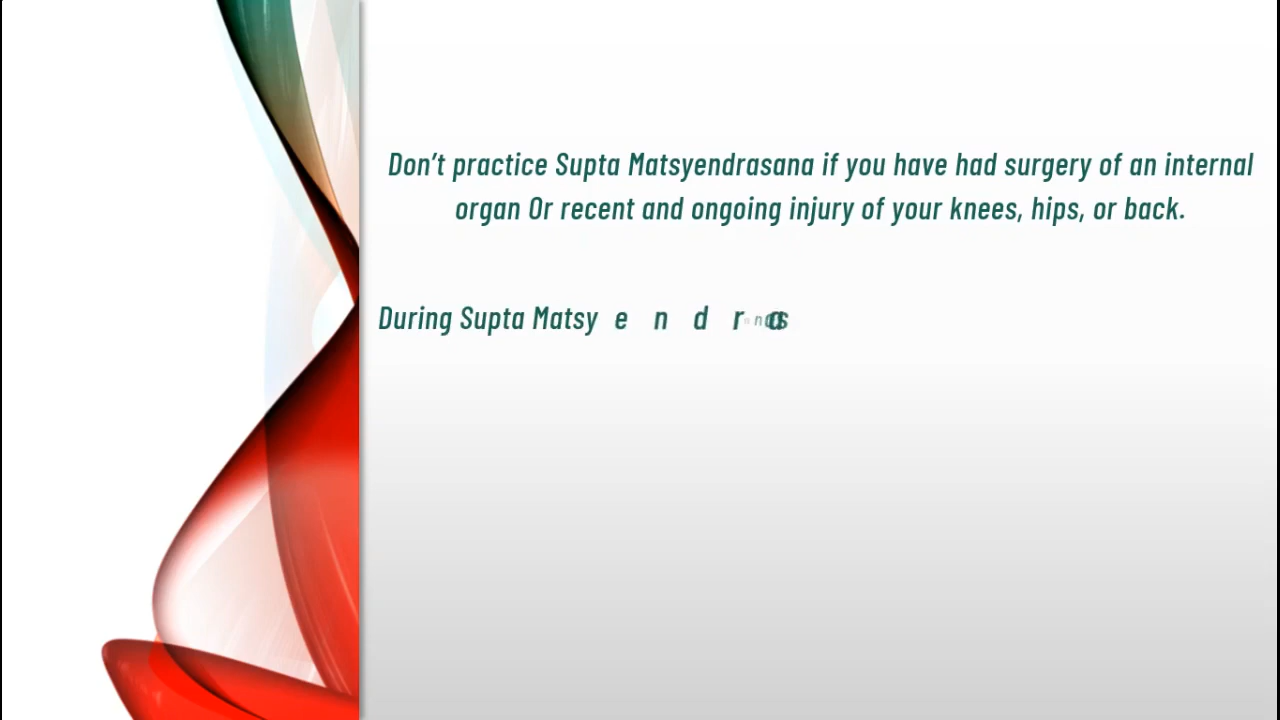 Don't practice Supta Matsyendrasana if you have had surgery of an internal
organ Or recent and ongoing injury of your knees, hips, or back.
During Supta Matsyendr